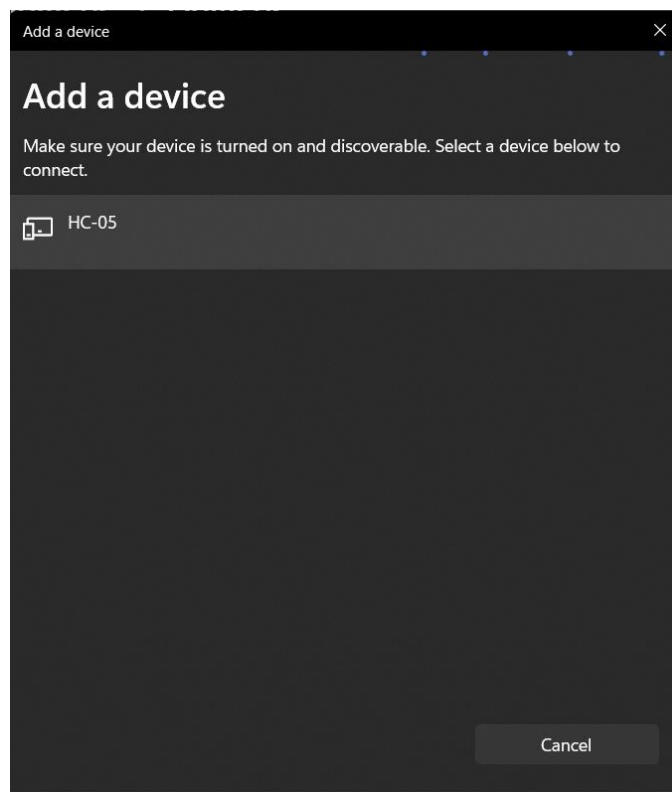 Add a device
Add a device
Make sure your device is turned on and discoverable. Select a device below to
connect.
HC-05
Cancel